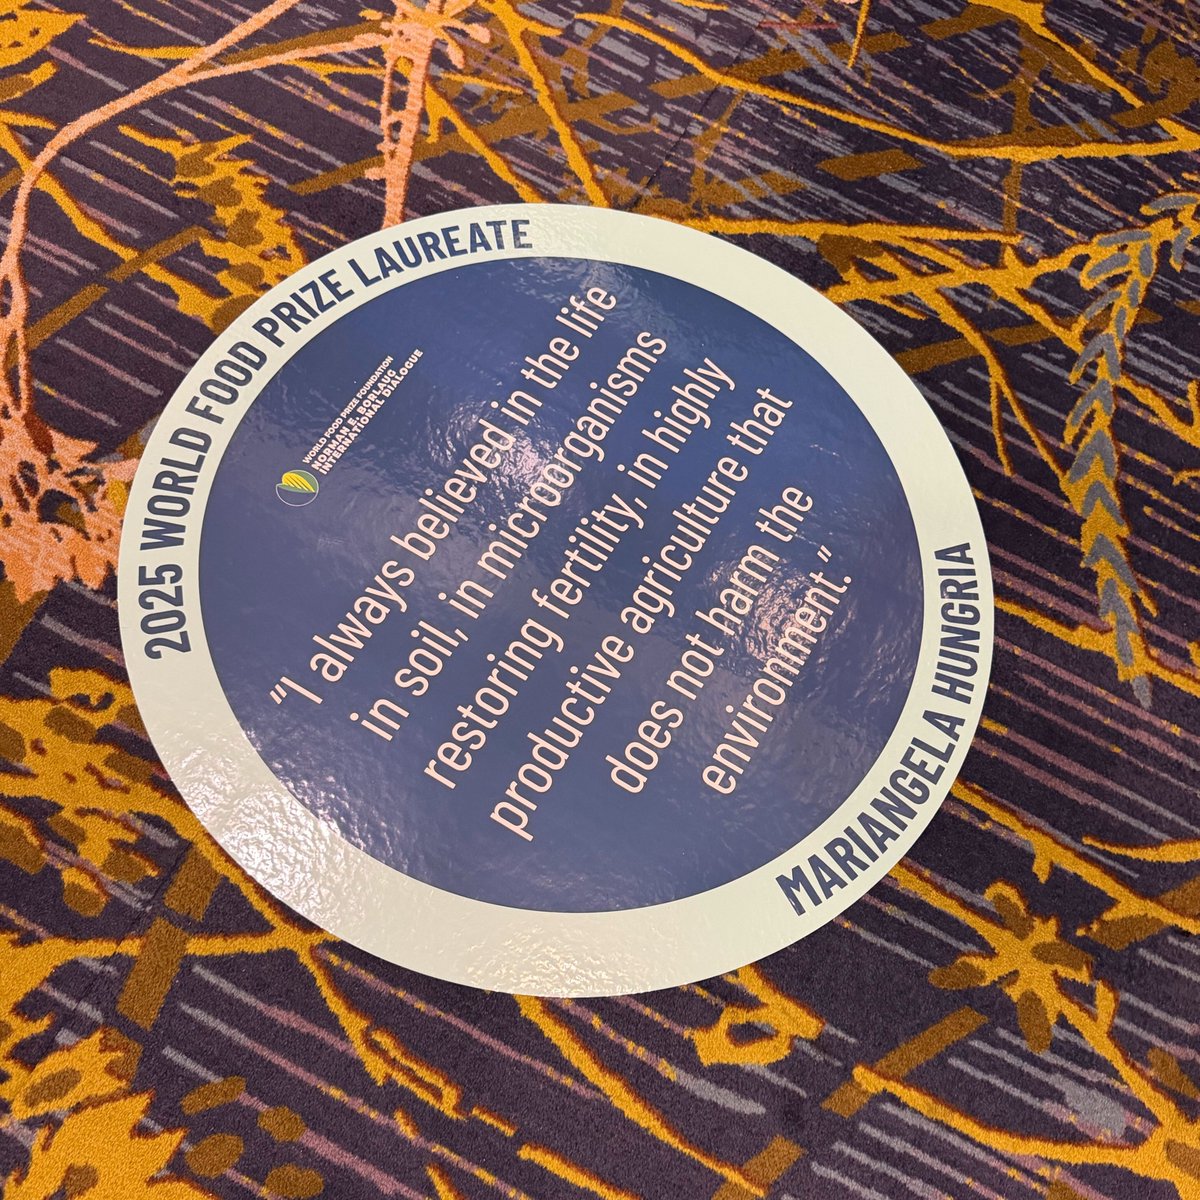 2025 WORLD FOOD PRIZE LAUREATE
WORLD FOOD PRIZE FOUNDATION
NORMAN E. BORLAUG
INTERNATIONAL DIALOGUE
"I always believed in the life
in soil, in microorganisms
restoring fertility, in highly
productive agriculture that
does not harm the
environment."
MARIANGELA HUNGRIA